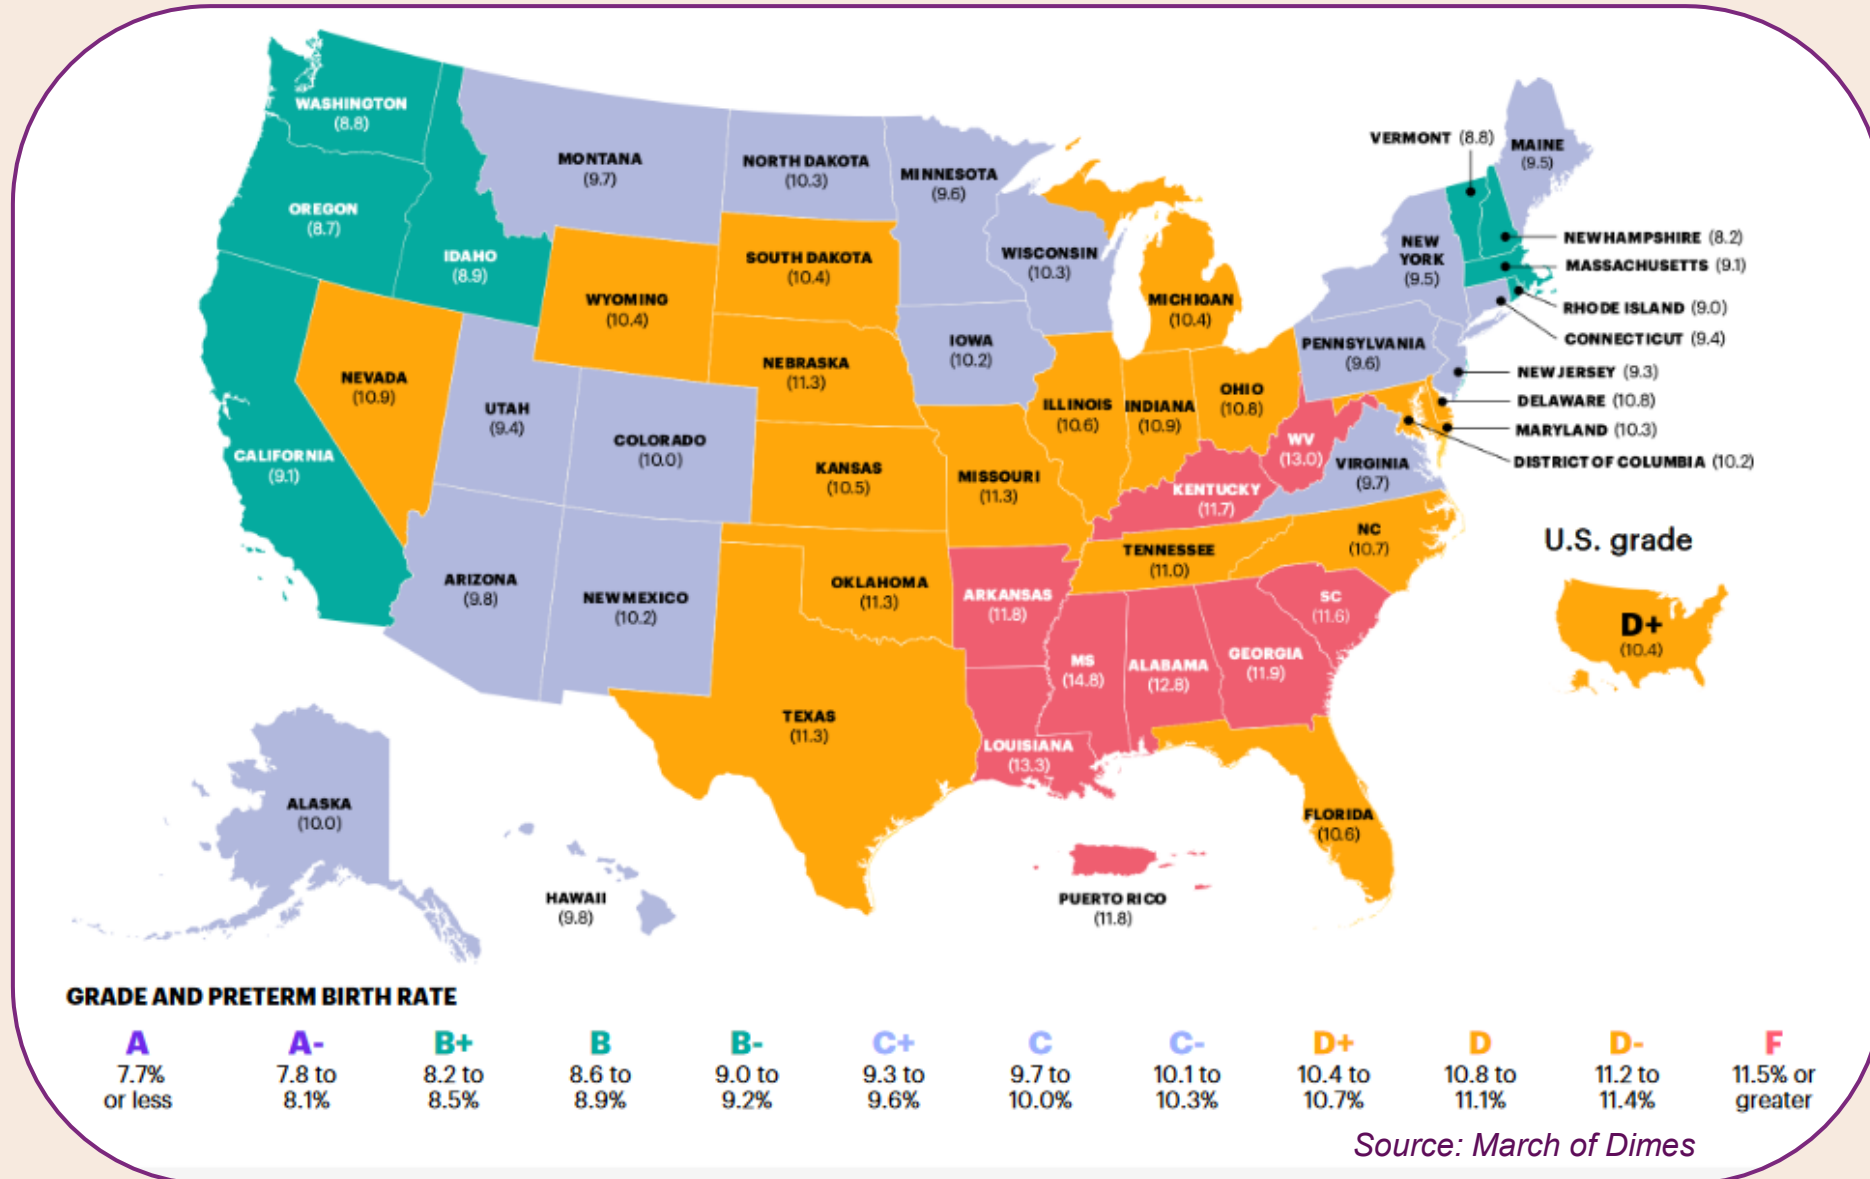 WASHINGTON
(8.8)
OREGON
(8.7)
IDAHO
(8.9)
MONTANA
(9.7)
NORTH DAKOTA
(10.3)
MINNESOTA
(9.6)
WISCONSIN
(10.3)
SOUTH DAKOTA
(10.4)
WYOMING
(10.4)
MICHIGAN
(10.4)
VERMONT (8.8)
MAINE
(9.5)
NEW
YORK
(9.5)
NEW HAMPSHIRE (8.2)
MASSACHUSETTS (9.1)
RHODE ISLAND (9.0)
CONNECTICUT (9.4)
NEW JERSEY (9.3)
DELAWARE (10.8)
MARYLAND (10.3)
DISTRICT OF COLUMBIA (10.2)
PENNSYLVANIA
(9.6)
IOWA
(10.2)
NEBRASKA
(11.3)
NEVADA
(10.9)
UTAH
(9.4)
COLORADO
(10.0)
CALIFORNIA
(9.1)
KANSAS
(10.5)
MISSOURI
(11.3)
ILLINOIS
(10.6)
INDIANA
(10.9)
OHIO
(10.8)
WV
(13.0)
VIRGINIA
(9.7)
KENTUCKY
(11.7)
TENNESSEE
(11.0)
NC
(10.7)
ARIZONA
(9.8)
NEW MEXICO
(10.2)
OKLAHOMA
(11.3)
ARKANSAS
(11.8)
SC
(11.6)
MS
(14.8)
ALABAMA
(12.8)
GEORGIA
(11.9)
TEXAS
(11.3)
LOUISIANA
(13.3)
FLORIDA
(10.6)
ALASKA
(10.0)
HAWAII
(9.8)
PUERTO RICO
(11.8)
U.S. grade
D+
(10.4)
GRADE AND PRETERM BIRTH RATE
A
7.7%
or less
A-
7.8 to
8.1%
B+
8.2 to
8.5%
B
8.6 to
8.9%
B-
9.0 to
9.2%
C+
9.3 to
9.6%
C
9.7 to
10.0%
C-
10.1 to
10.3%
D+
10.4 to
10.7%
D
10.8 to
11.1%
D-
11.2 to
11.4%
F
11.5% or
greater
Source: March of Dimes